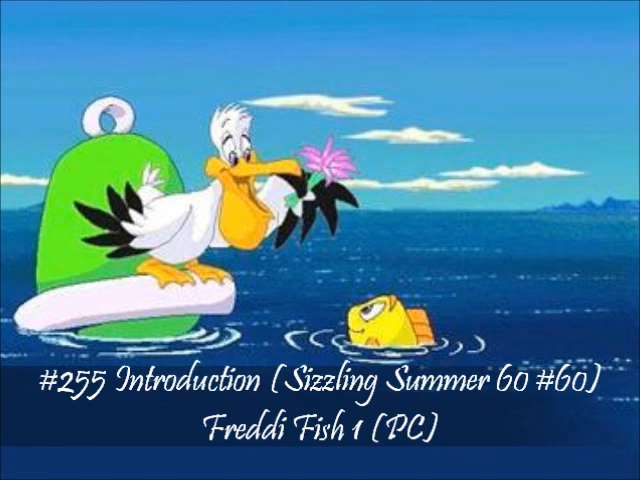 #255 Introduction (Sizzling Summer 60 #60)
Freddi Fish 1 (PC)